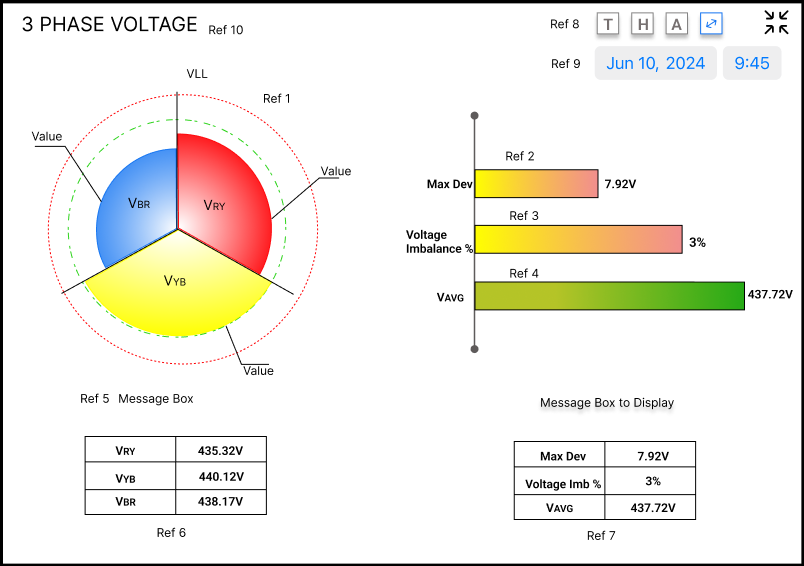 3 PHASE VOLTAGE Ref 10
Ref 8 T H A
Ref 9 Jun 10, 2024 9:45
VLL
Ref 1
Value
Value
VBR
VRY
VYB
Value
Ref 2
Max Dev 7.92V
Ref 3
Voltage
Imbalance % 3%
Ref 4
VAVG 437.72V
Ref 5 Message Box
VRY 435.32V
VYB 440.12V
VBR 438.17V
Ref 6
Message Box to Display
Max Dev 7.92V
Voltage Imb % 3%
VAVG 437.72V
Ref 7